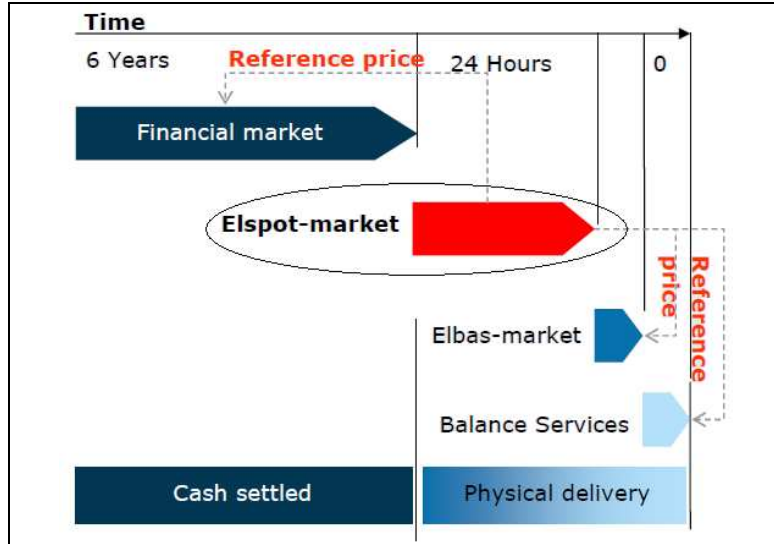 Time
6 Years
Reference price
24 Hours
0
Financial market
Elspot-market
Reference
price
Elbas-market
Balance Services
Cash settled
Physical delivery